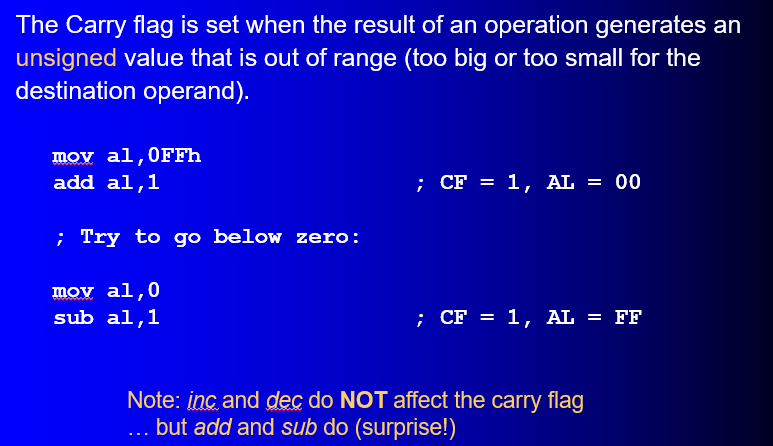 The Carry flag is set when the result of an operation generates an
unsigned value that is out of range (too big or too small for the
destination operand).
mov al,0FFh
add al,1 ; CF = 1, AL = 00
; Try to go below zero:
mov al,0
sub al,1 ; CF = 1, AL = FF
Note: inc and dec do NOT affect the carry flag
… but add and sub do (surprise!)